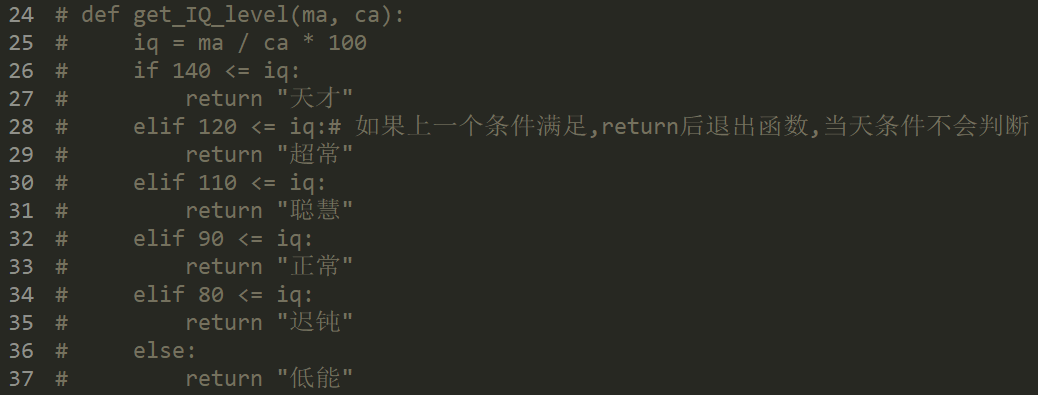 24 # def get_IQ_level(ma, ca):
25 #     iq = ma / ca * 100
26 #     if 140 <= iq:
27 #         return "天才"
28 #     elif 120 <= iq:# 如果上一个条件满足,return后退出函数,当天条件不会判断
29 #         return "超常"
30 #     elif 110 <= iq:
31 #         return "聪慧"
32 #     elif 90 <= iq:
33 #         return "正常"
34 #     elif 80 <= iq:
35 #         return "迟钝"
36 #     else:
37 #         return "低能"